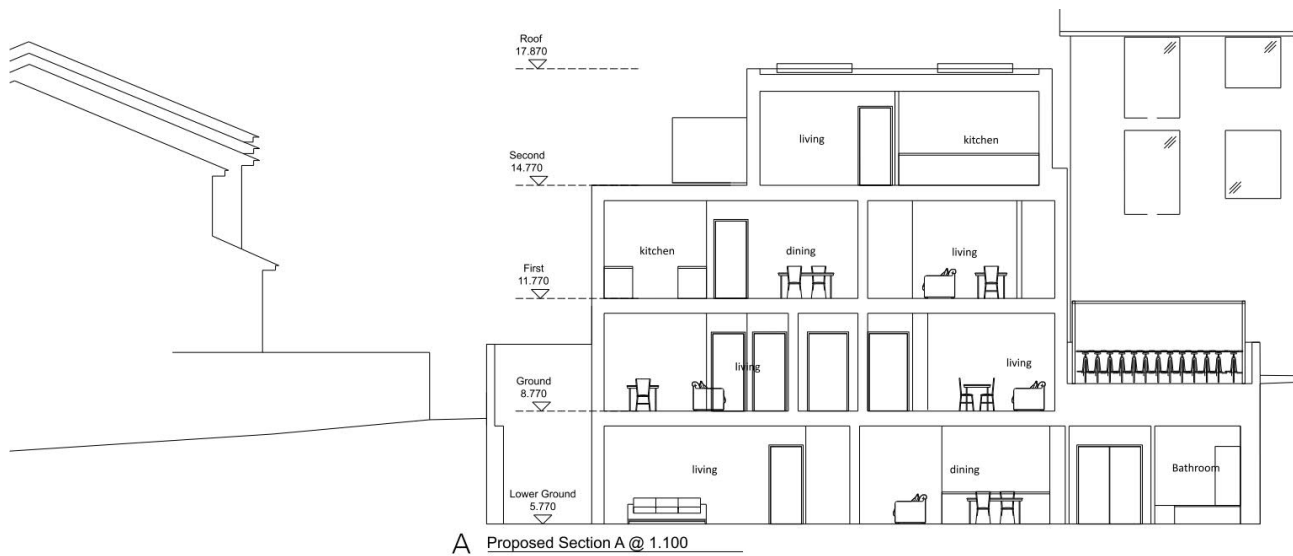 Roof
17.870
living
kitchen
Second
14.770
kitchen
dining
living
First
11.770
living
living
Ground
8.770
living
dining
Bathroom
Lower Ground
5.770
A Proposed Section A @ 1.100